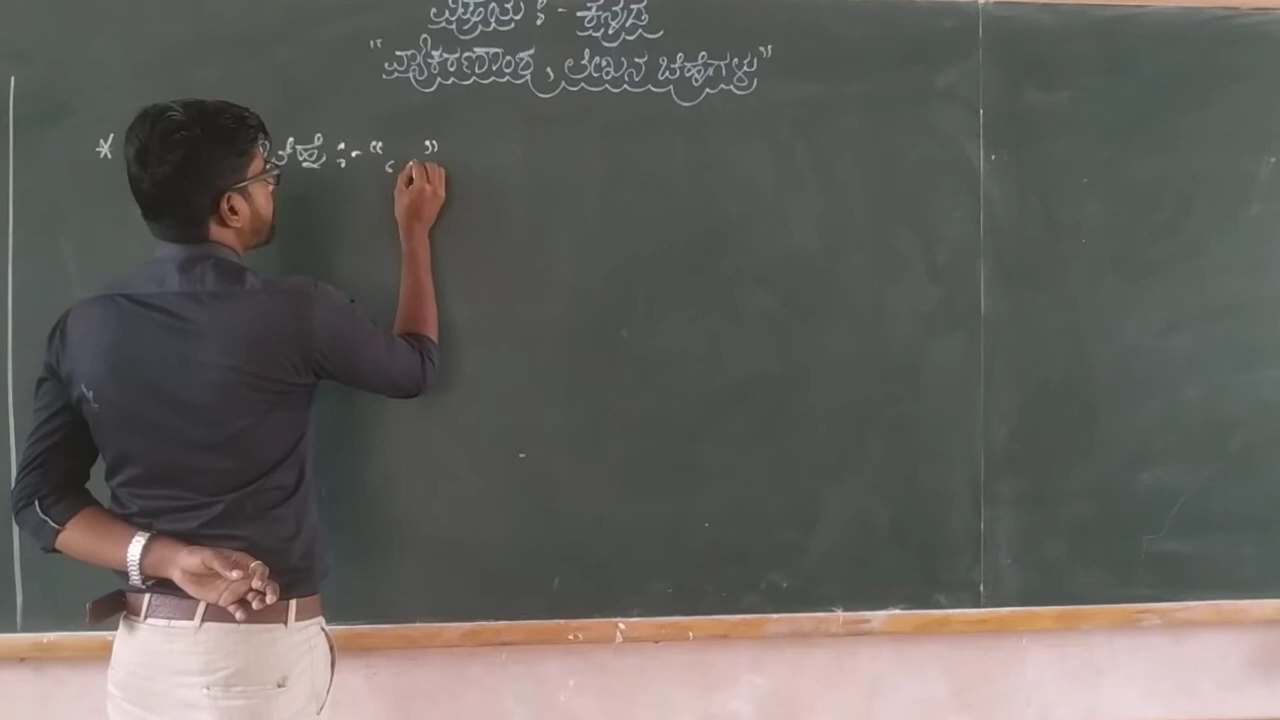 ವಿಷಯ :- ಕನ್ನಡ
"ವ್ಯಾಕರಣಾಂಶ, ಲೇಖನ ಚಿಹ್ನೆಗಳು"
* ಚಿಹ್ನೆ :- " , "